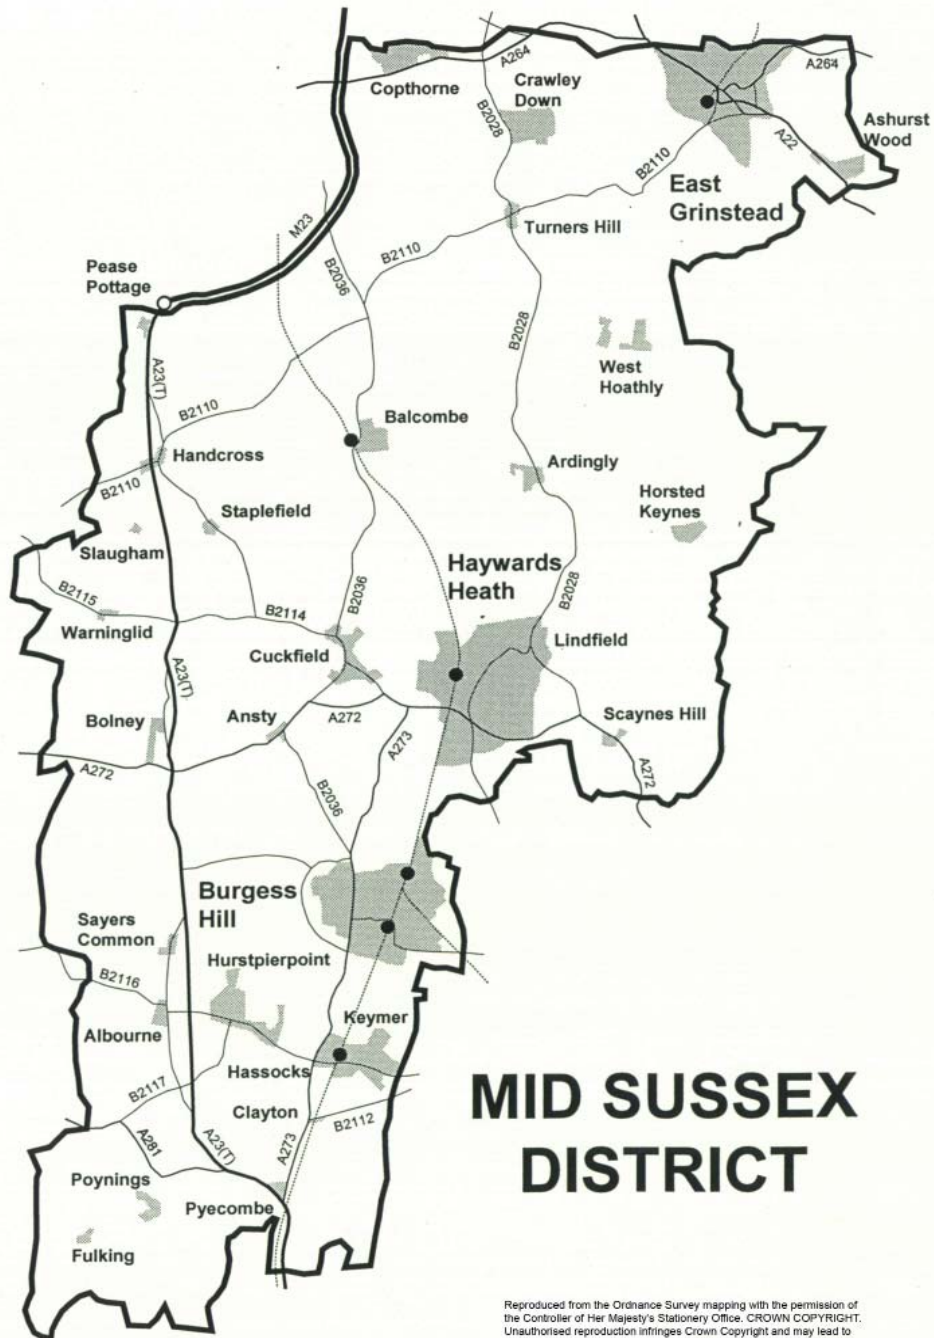 A264
Copthorne
Crawley
Down
A264
B2028
Ashurst
Wood
A22
B2110
East
Grinstead
Turners Hill
M23
B2110
Pease
Pottage
B2036
B2028
West
Hoathly
A23(T)
B2110
Balcombe
Handcross
Ardingly
B2110
Horsted
Keynes
Staplefield
Slaugham
Haywards
Heath
B2115
B2036
B2028
B2114
Warninglid
Lindfield
Cuckfield
A23(T)
Bolney
Ansty
A272
A273
Scaynes Hill
A272
A272
B2036
Burgess
Hill
Sayers
Common
Hurstpierpoint
B2116
Keymer
Albourne
Hassocks
B2117
Clayton
B2112
MID SUSSEX
DISTRICT
A281
A23(T)
A273
Poynings
Pyecombe
Fulking
Reproduced from the Ordnance Survey mapping with the permission of
the Controller of Her Majesty's Stationery Office. CROWN COPYRIGHT.
Unauthorised reproduction infringes Crown Copyright and may lead to